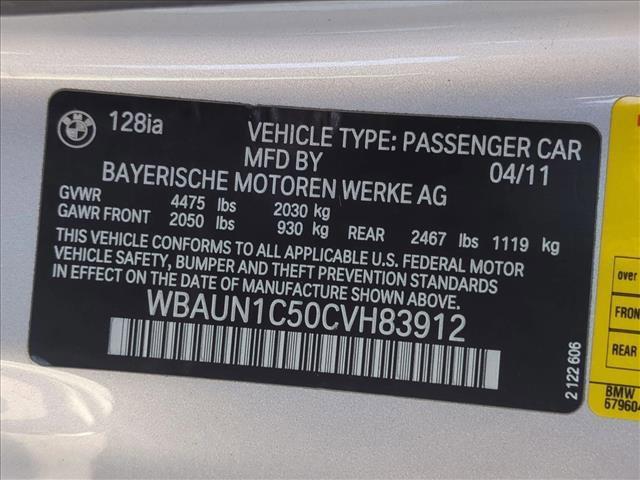 BMW
128ia
VEHICLE TYPE: PASSENGER CAR
MFD BY 04/11
BAYERISCHE MOTOREN WERKE AG
GVWR 4475 lbs 2030 kg
GAWR FRONT 2050 lbs 930 kg REAR 2467 lbs 1119 kg
THIS VEHICLE CONFORMS TO ALL APPLICABLE U.S. FEDERAL MOTOR
VEHICLE SAFETY, BUMPER AND THEFT PREVENTION STANDARDS
IN EFFECT ON THE DATE OF MANUFACTURE SHOWN ABOVE.
WBAUN1C50CVH83912
2 122 606
BMW
67960